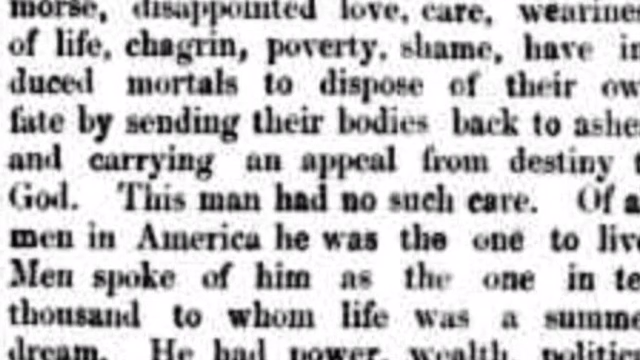 morse, disappointed love, care, wearine
of life, chagrin, poverty, shame, have in
duced mortals to dispose of their ow
fate by sending their bodies back to ashe
and carrying an appeal from destiny t
God. This man had no such care. Of a
men in America he was the one to live
Men spoke of him as the one in te
thousand to whom life was a summe
dream. He had power, wealth, politic